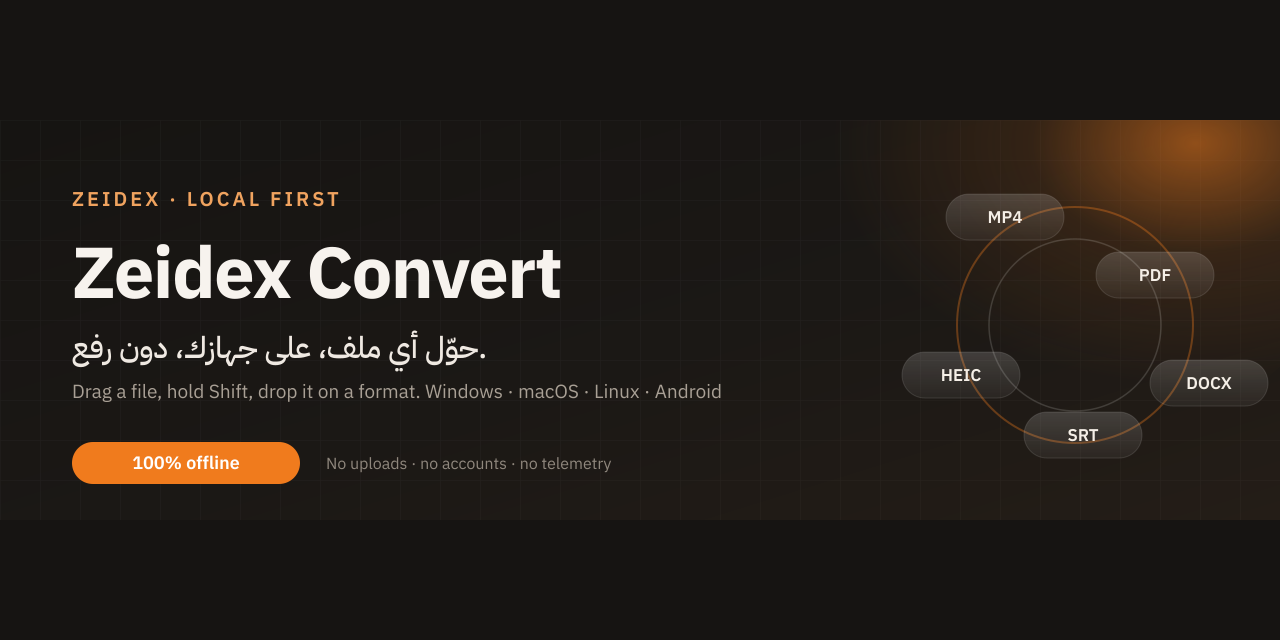 ZEIDEX · LOCAL FIRST
Zeidex Convert
حوّل أي ملف، على جهازك، دون رفع.
Drag a file, hold Shift, drop it on a format. Windows · macOS · Linux · Android
100% offline
No uploads · no accounts · no telemetry
MP4
PDF
HEIC
DOCX
SRT